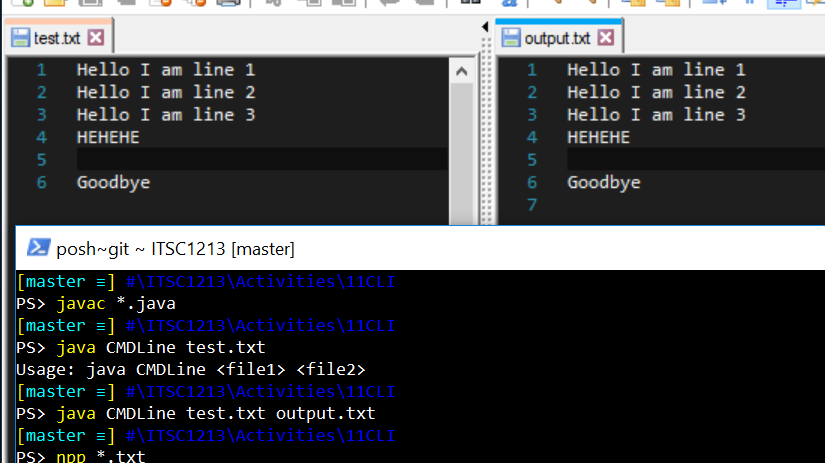 test.txt
1 Hello I am line 1
2 Hello I am line 2
3 Hello I am line 3
4 HEHEHE
5
6 Goodbye
output.txt
1 Hello I am line 1
2 Hello I am line 2
3 Hello I am line 3
4 HEHEHE
5
6 Goodbye
7
posh~git ~ ITSC1213 [master]
[master ≡] #\ITSC1213\Activities\11CLI
PS> javac *.java
[master ≡] #\ITSC1213\Activities\11CLI
PS> java CMDLine test.txt
Usage: java CMDLine <file1> <file2>
[master ≡] #\ITSC1213\Activities\11CLI
PS> java CMDLine test.txt output.txt
[master ≡] #\ITSC1213\Activities\11CLI
PS> npp *.txt